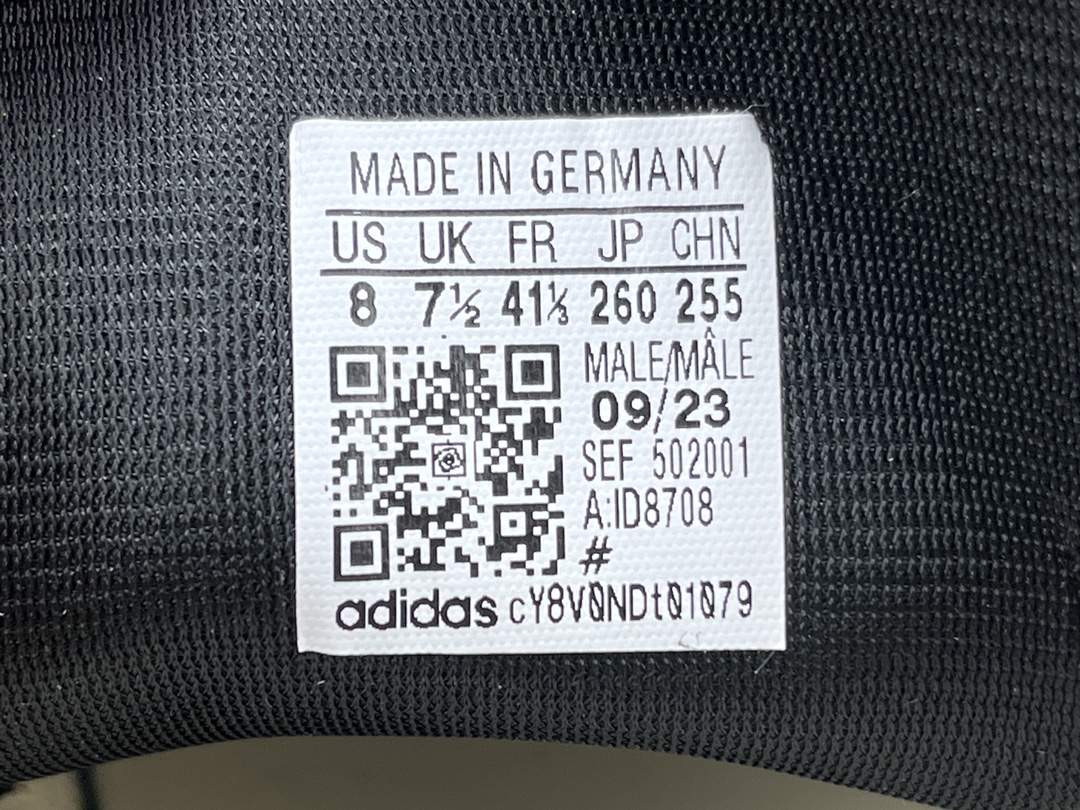 MADE IN GERMANY
US UK FR JP CHN
8 7½ 41⅓ 260 255
MALE/MÂLE
09/23
SEF 502001
A:ID8708
#
adidas cY8V0NDt01079